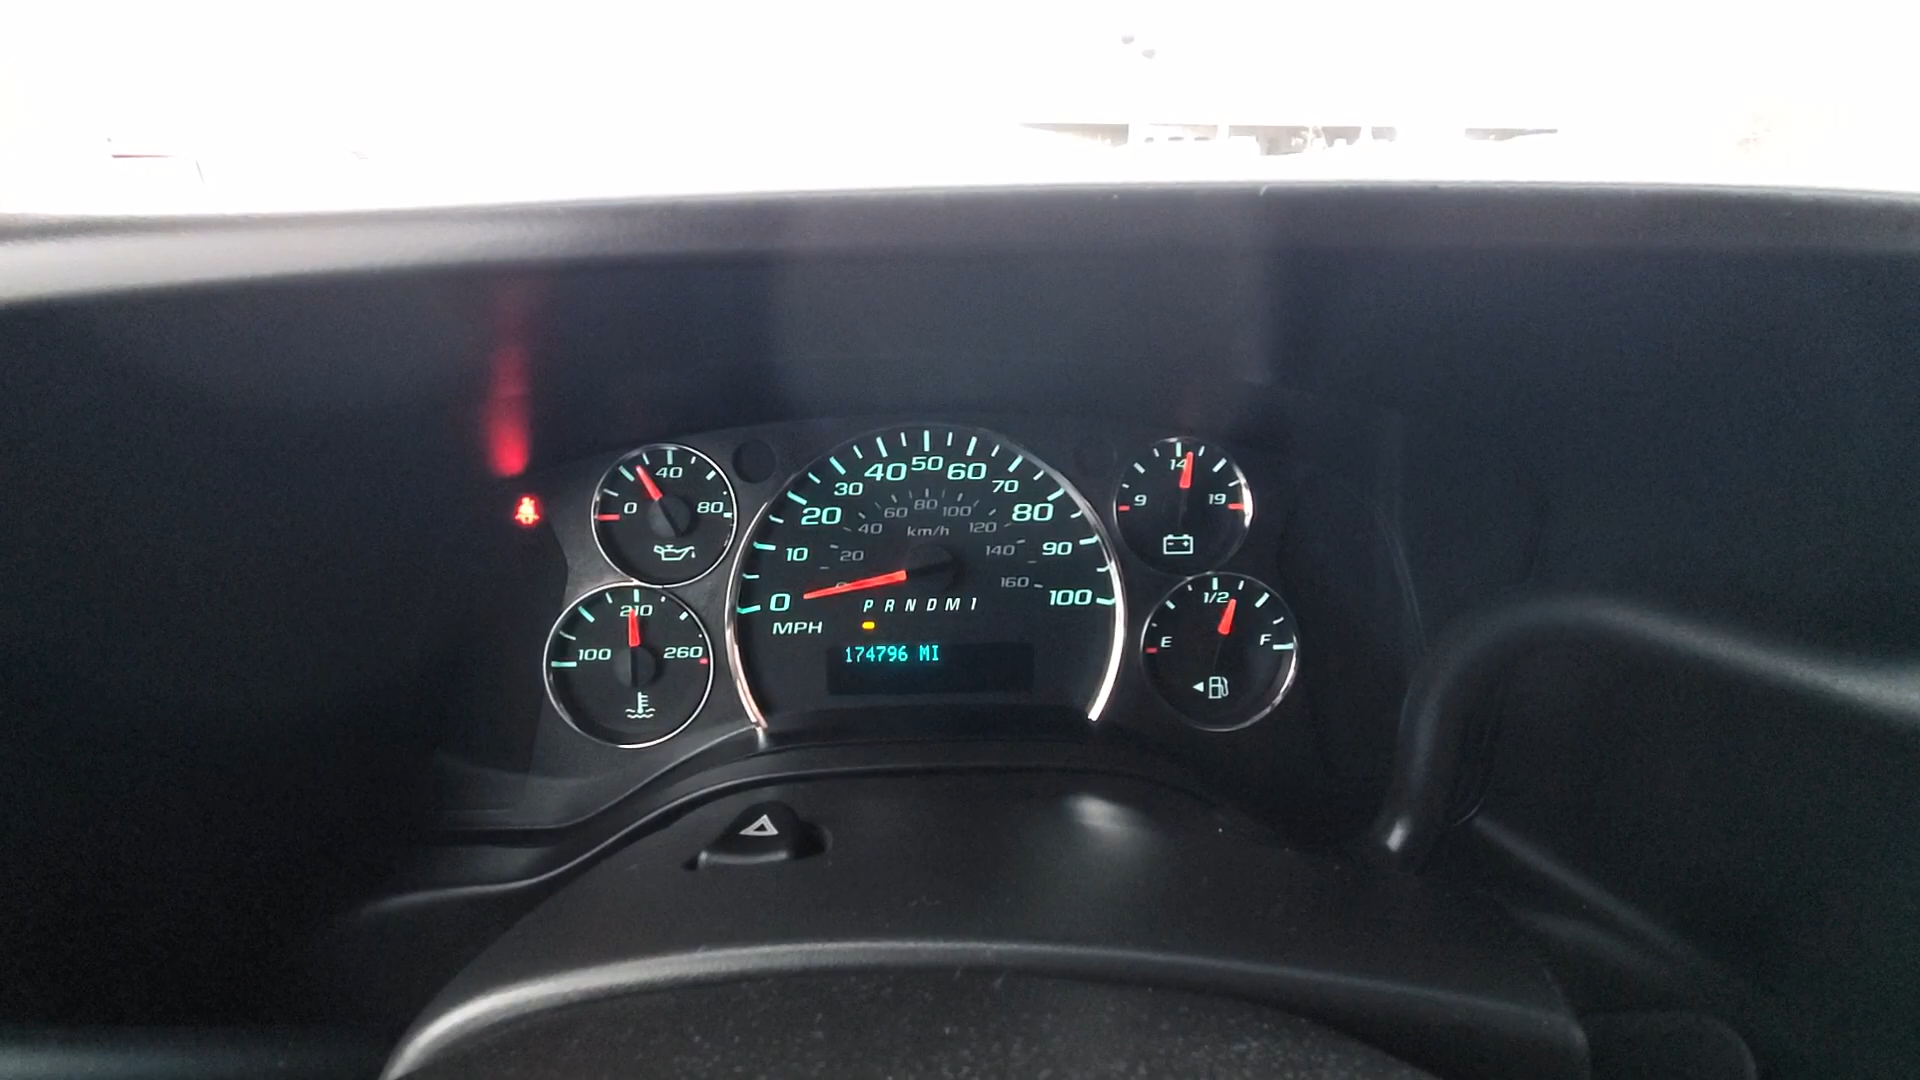 0 40 80
100 210 260
0 10 20 30 40 50 60 70 80 90 100
20 40 60 80 100 120 140 160
km/h
MPH
P R N D M 1
174796 MI
9 14 19
E 1/2 F